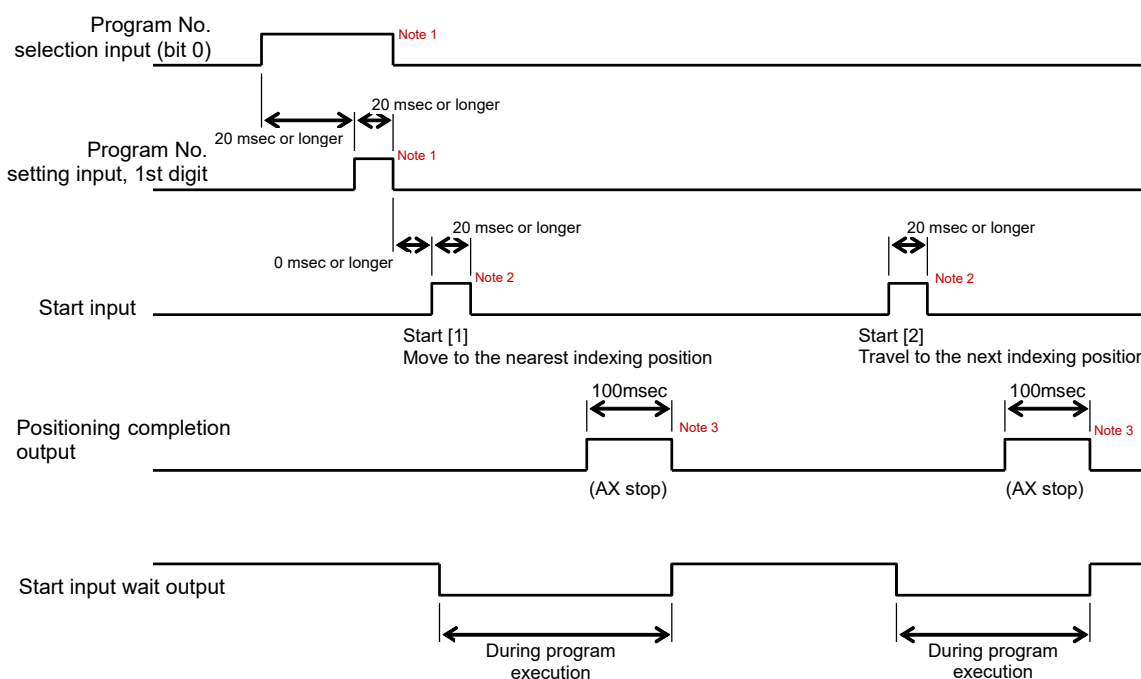 Program No.
selection input (bit 0)
Note 1
20 msec or longer
20 msec or longer
Program No.
setting input, 1st digit
Note 1
20 msec or longer
20 msec or longer
0 msec or longer
Note 2
Note 2
Start input
Start [1]
Move to the nearest indexing position
Start [2]
Travel to the next indexing position
100msec
100msec
Positioning completion
output
Note 3
Note 3
(AX stop)
(AX stop)
Start input wait output
During program
execution
During program
execution